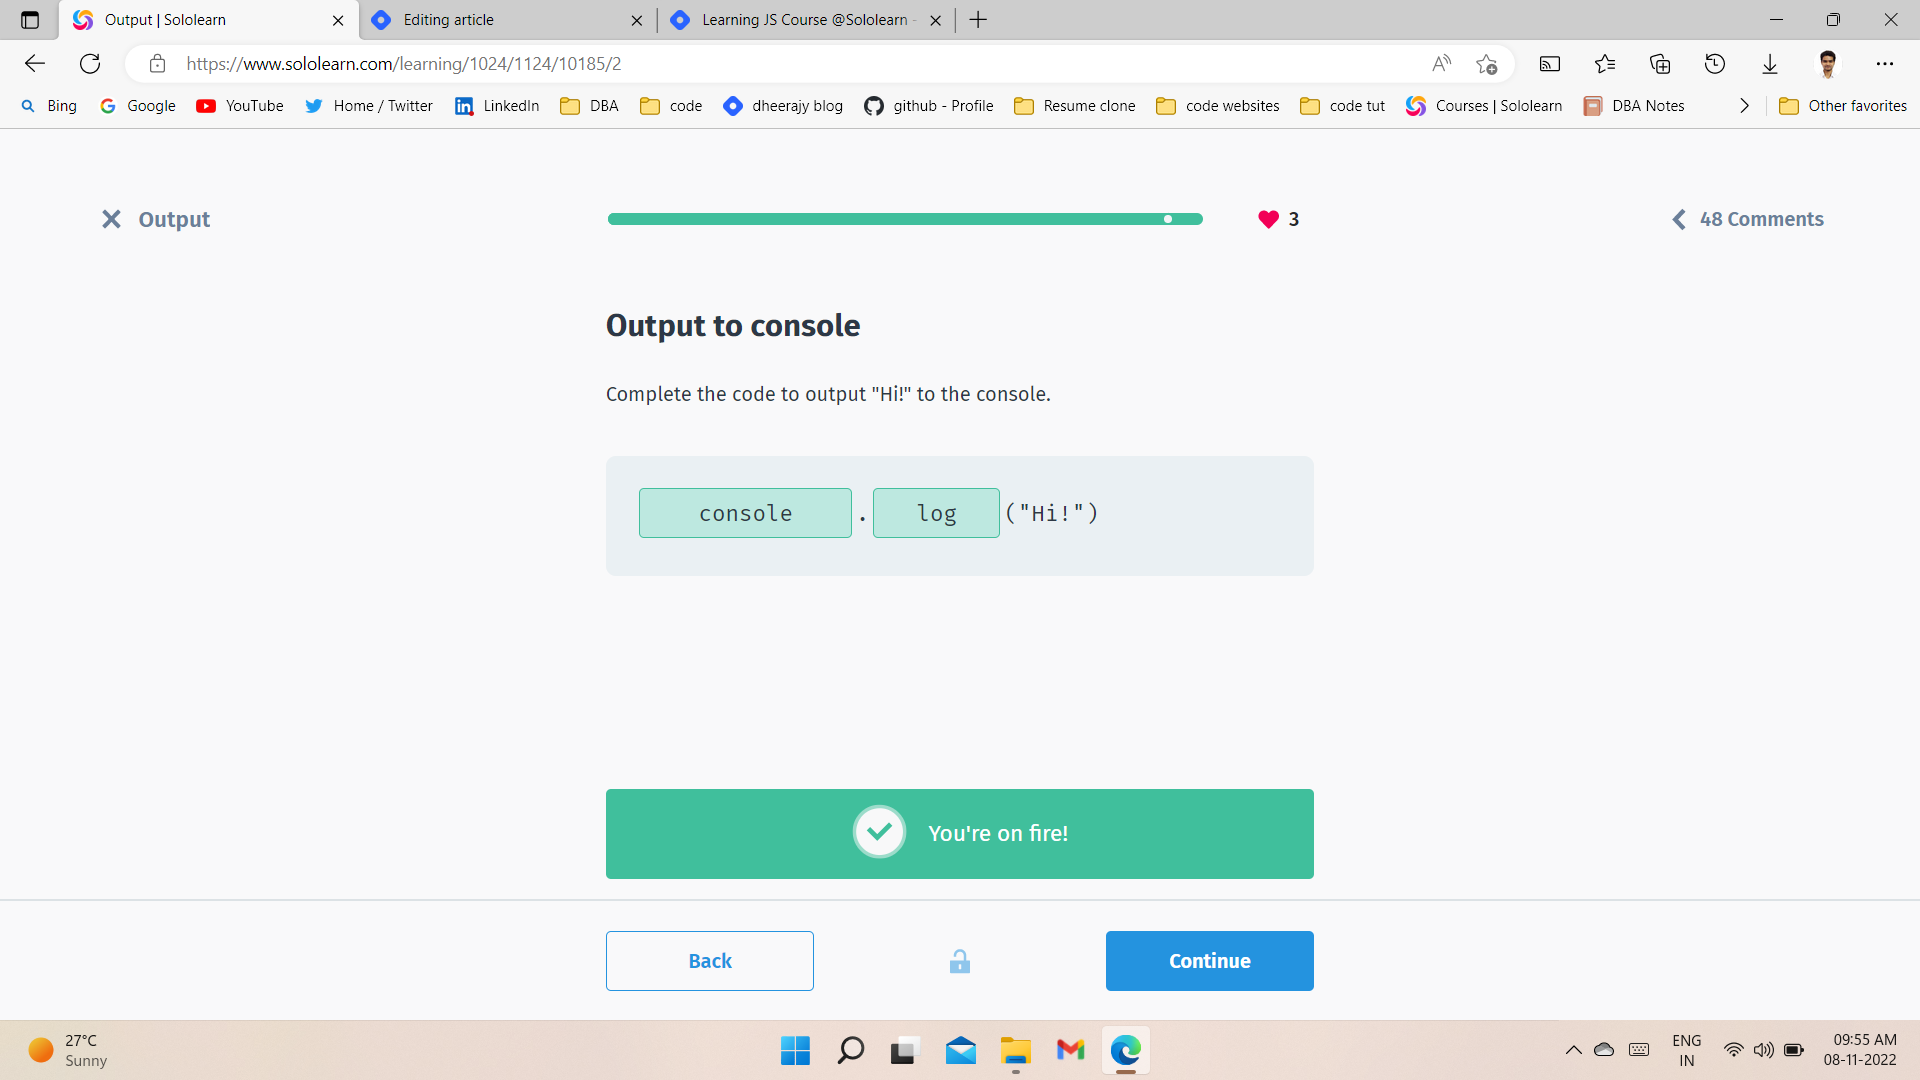 Output | Sololearn
Editing article
Learning JS Course @Sololearn -
https://www.sololearn.com/learning/1024/1124/10185/2
Bing
Google
YouTube
Home / Twitter
LinkedIn
DBA
code
dheerajy blog
github - Profile
Resume clone
code websites
code tut
Courses | Sololearn
DBA Notes
Other favorites
Output
3
48 Comments
Output to console
Complete the code to output "Hi!" to the console.
console . log ("Hi!")
You're on fire!
Back
Continue
27°C
Sunny
ENG
IN
09:55 AM
08-11-2022